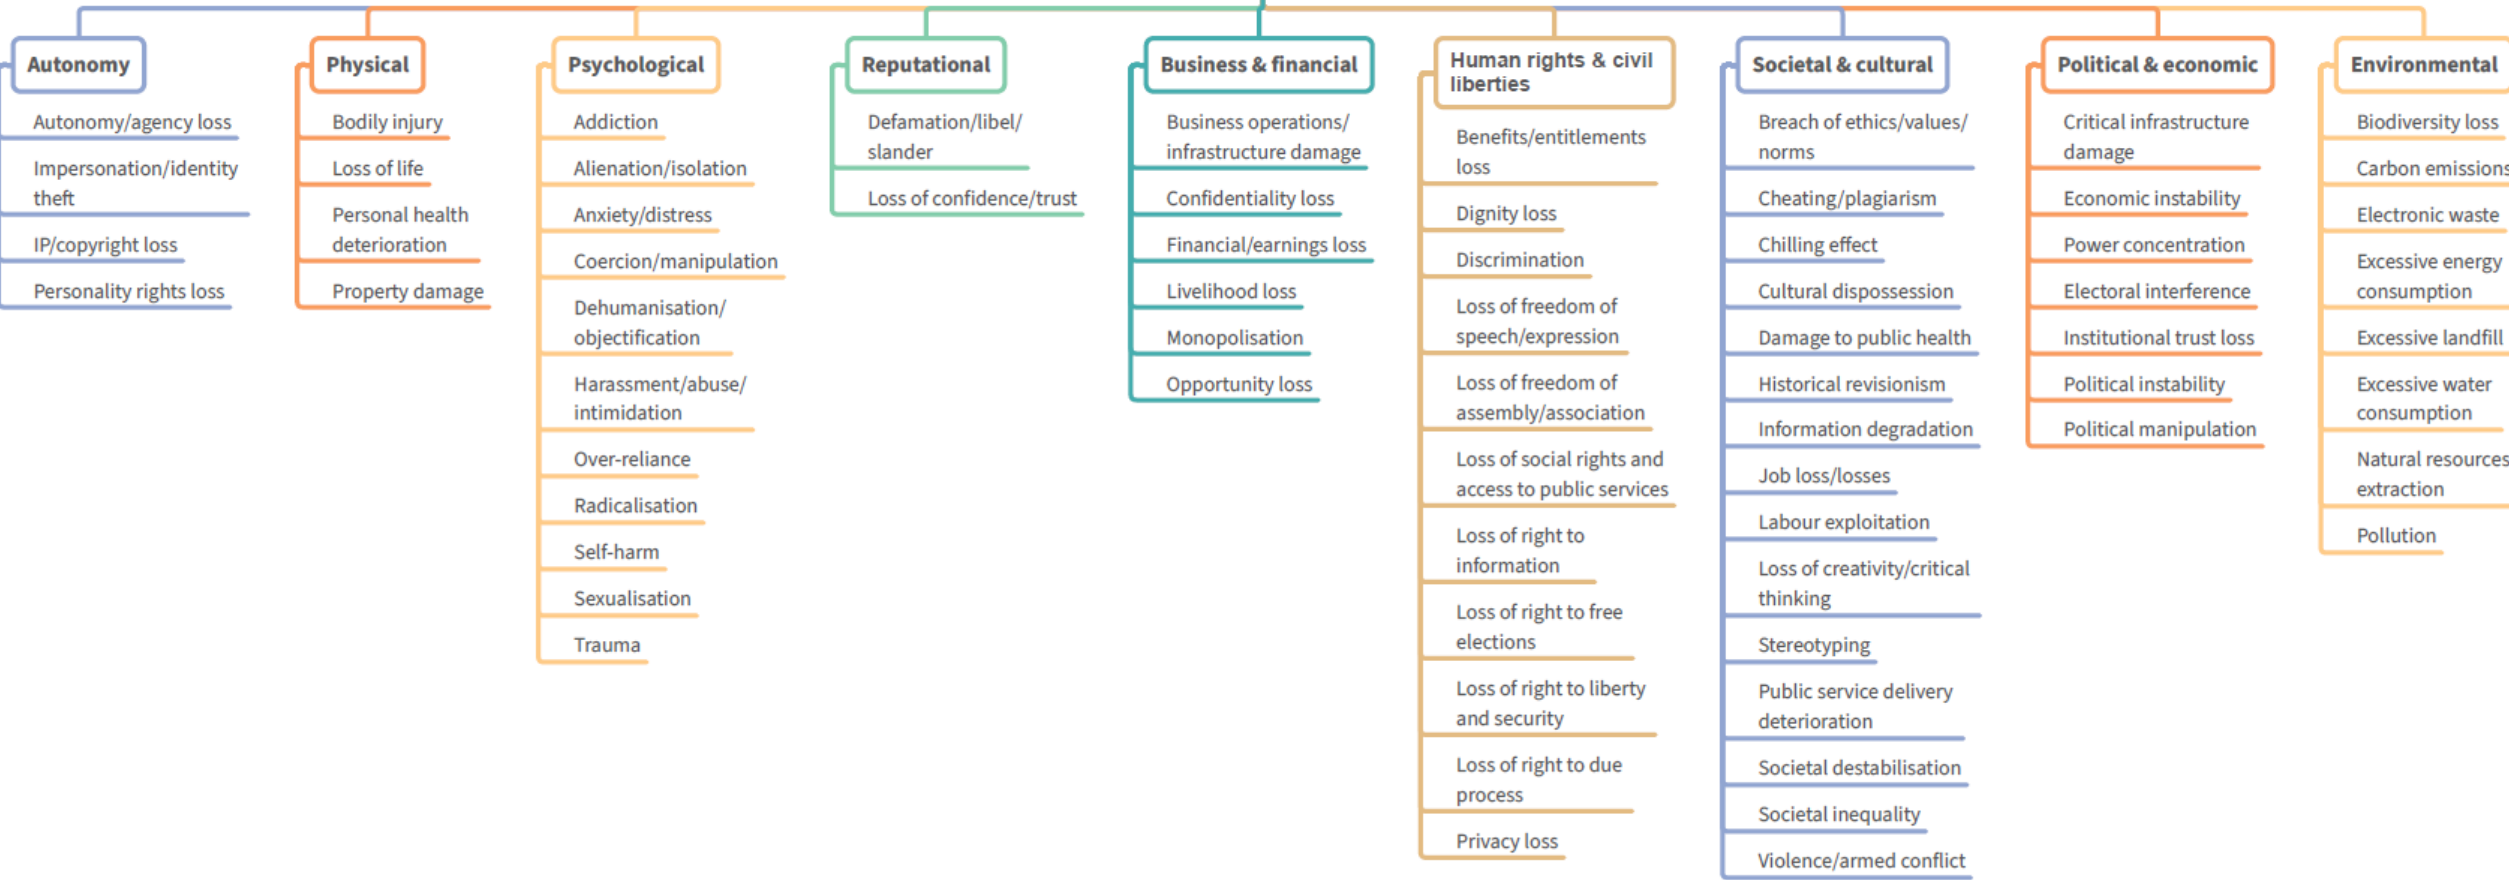 Autonomy
Autonomy/agency loss
Impersonation/identity
theft
IP/copyright loss
Personality rights loss
Physical
Bodily injury
Loss of life
Personal health
deterioration
Property damage
Psychological
Addiction
Alienation/isolation
Anxiety/distress
Coercion/manipulation
Dehumanisation/
objectification
Harassment/abuse/
intimidation
Over-reliance
Radicalisation
Self-harm
Sexualisation
Trauma
Reputational
Defamation/libel/
slander
Loss of confidence/trust
Business & financial
Business operations/
infrastructure damage
Confidentiality loss
Financial/earnings loss
Livelihood loss
Monopolisation
Opportunity loss
Human rights & civil
liberties
Benefits/entitlements
loss
Dignity loss
Discrimination
Loss of freedom of
speech/expression
Loss of freedom of
assembly/association
Loss of social rights and
access to public services
Loss of right to
information
Loss of right to free
elections
Loss of right to liberty
and security
Loss of right to due
process
Privacy loss
Societal & cultural
Breach of ethics/values/
norms
Cheating/plagiarism
Chilling effect
Cultural dispossession
Damage to public health
Historical revisionism
Information degradation
Job loss/losses
Labour exploitation
Loss of creativity/critical
thinking
Stereotyping
Public service delivery
deterioration
Societal destabilisation
Societal inequality
Violence/armed conflict
Political & economic
Critical infrastructure
damage
Economic instability
Power concentration
Electoral interference
Institutional trust loss
Political instability
Political manipulation
Environmental
Biodiversity loss
Carbon emissions
Electronic waste
Excessive energy
consumption
Excessive landfill
Excessive water
consumption
Natural resources
extraction
Pollution